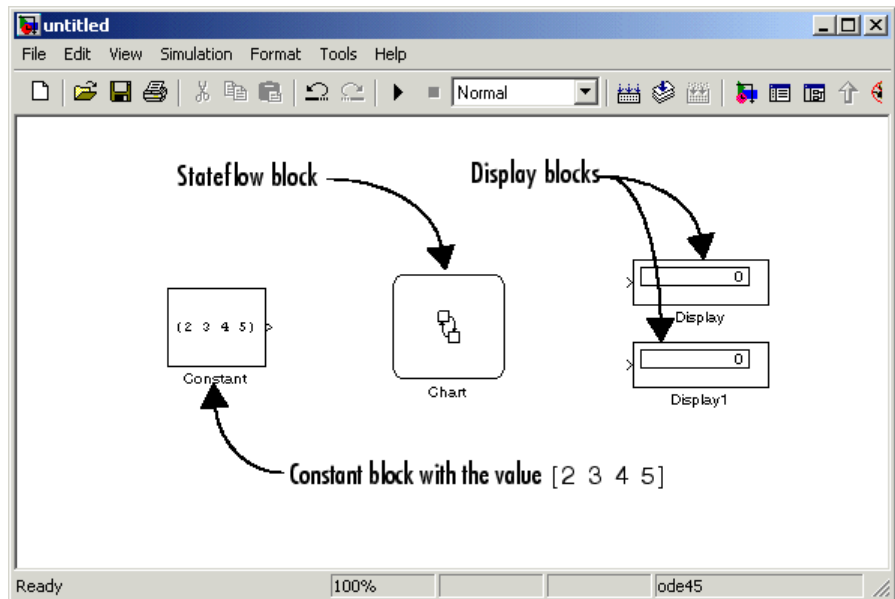 untitled
File Edit View Simulation Format Tools Help
Normal
Stateflow block
Display blocks
0
Display
(2 3 4 5)
Constant
Chart
0
Display1
Constant block with the value [2 3 4 5]
Ready 100% ode45